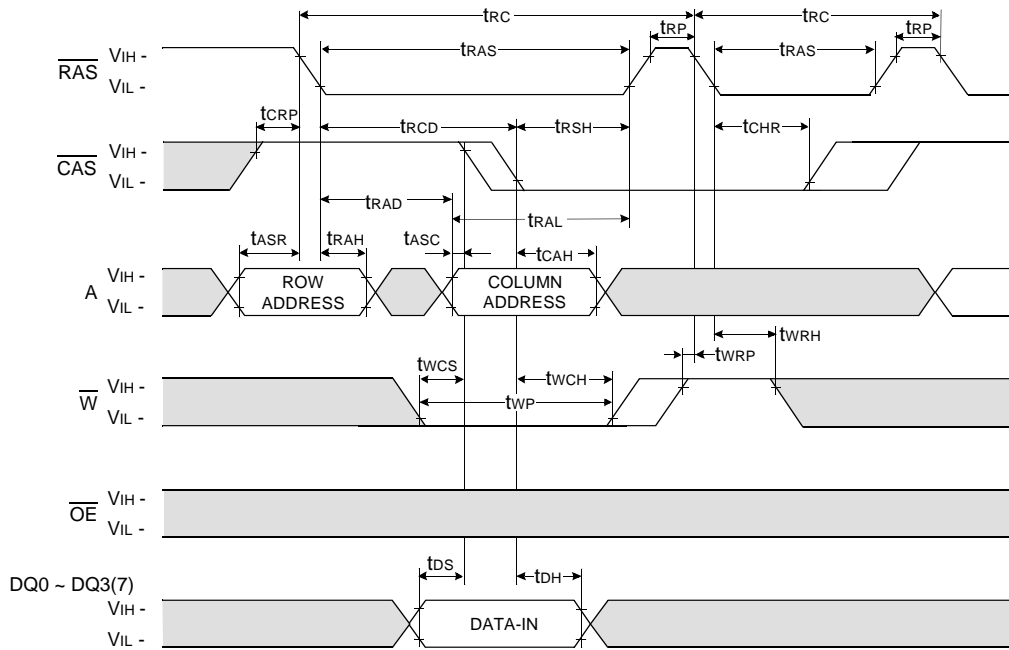 tRC tRC
tRP tRP
tRAS tRAS
RAS VIH -
VIL -
tCRP tRCD tRSH tCHR
CAS VIH -
VIL -
tRAD tRAL
tASR tRAH tASC tCAH
A VIH -
VIL -
ROW ADDRESS
COLUMN ADDRESS
tWRH
tWRP
tWCS tWCH
tWP
W VIH -
VIL -
OE VIH -
VIL -
tDS tDH
DQ0 ~ DQ3(7)
VIH -
VIL -
DATA-IN